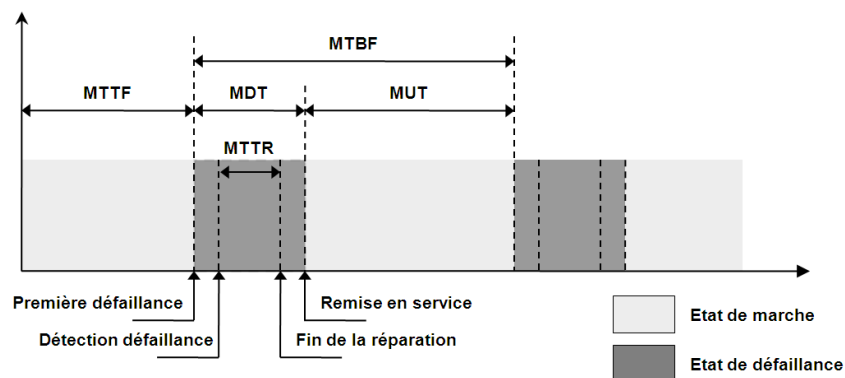 MTBF
MTTF
MDT
MUT
MTTR
Première défaillance
Remise en service
Détection défaillance
Fin de la réparation
Etat de marche
Etat de défaillance